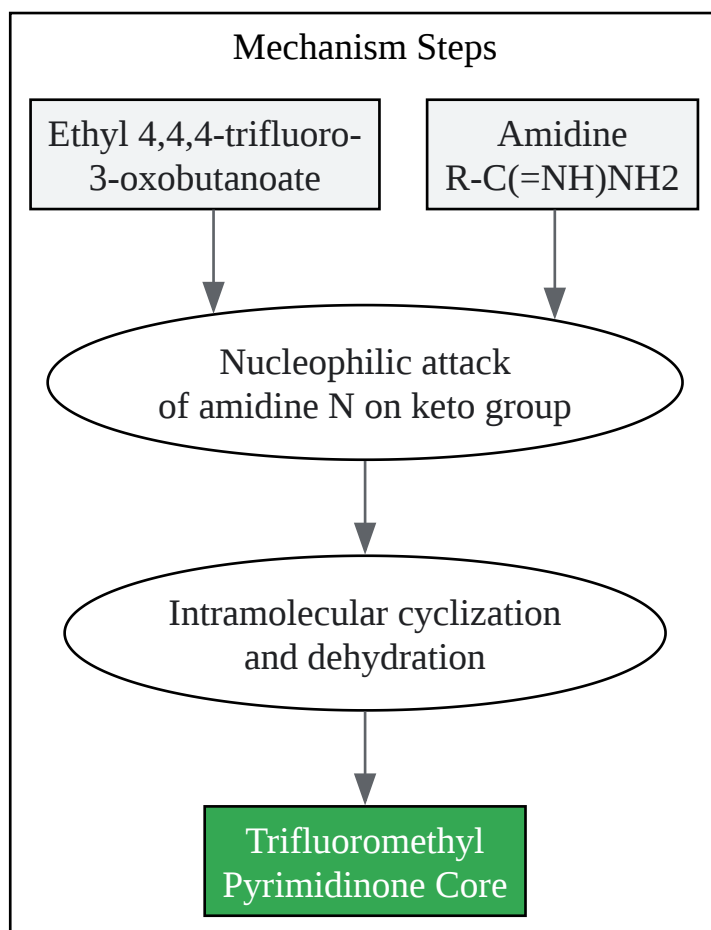 Mechanism Steps
Ethyl 4,4,4-trifluoro-
3-oxobutanoate
Amidine
R-C(=NH)NH2
Nucleophilic attack
of amidine N on keto group
Intramolecular cyclization
and dehydration
Trifluoromethyl
Pyrimidinone Core